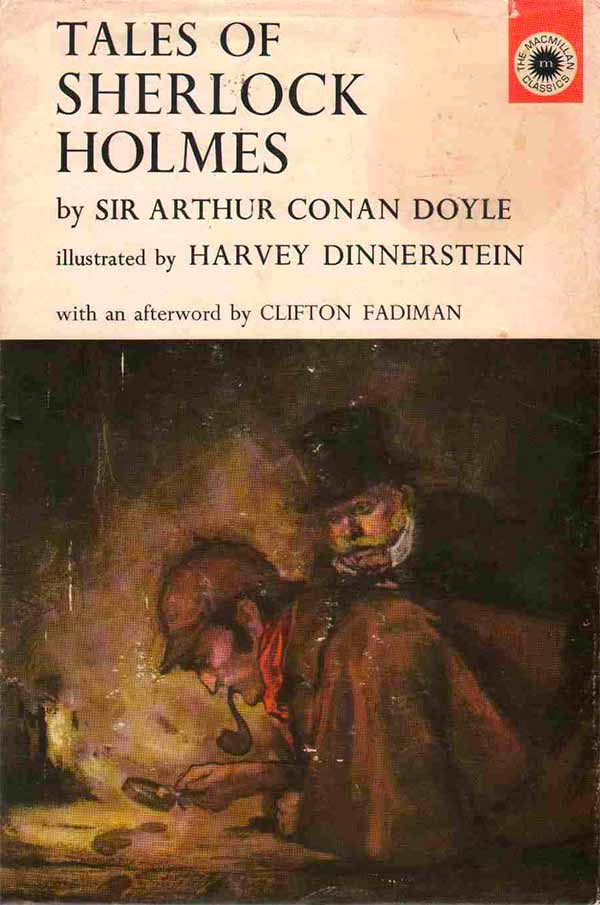 TALES OF
SHERLOCK
HOLMES
by SIR ARTHUR CONAN DOYLE
illustrated by HARVEY DINNERSTEIN
with an afterword by CLIFTON FADIMAN
THE MACMILLAN
m
CLASSICS